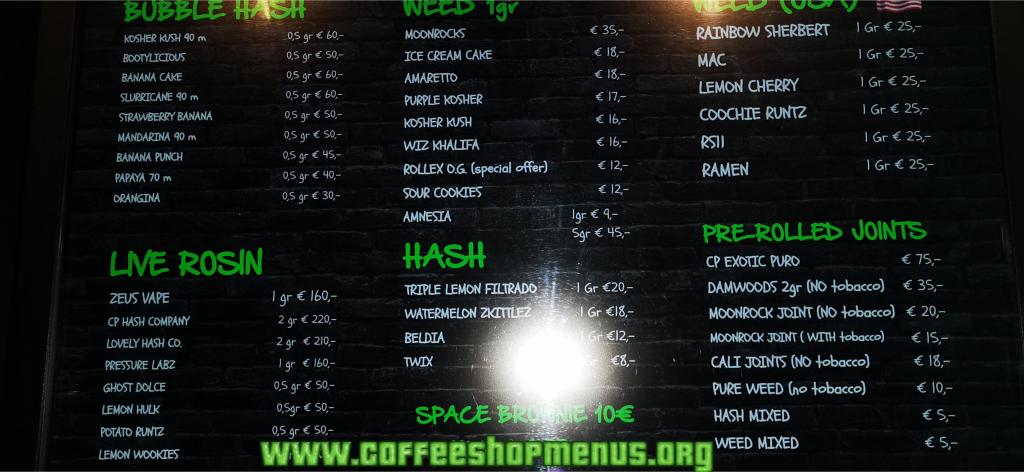 BUBBLE HASH
KOSHER KUSH 90 m 0,5 gr € 60,-
BOOTYLICIOUS 0,5 gr € 50,-
BANANA CAKE 0,5 gr € 60,-
SLURRICANE 90 m 0,5 gr € 60,-
STRAWBERRY BANANA 0,5 gr € 50,-
MANDARINA 90 m 0,5 gr € 50,-
BANANA PUNCH 0,5 gr € 45,-
PAPAYA 70 m 0,5 gr € 40,-
ORANGINA 0,5 gr € 30,-
LIVE ROSIN
ZEUS VAPE 1 gr € 160,-
CP HASH COMPANY 2 gr € 220,-
LOVELY HASH CO. 2 gr € 210,-
PRESSURE LABZ 1 gr € 160,-
GHOST DOLCE 0,5 gr € 50,-
LEMON HULK 0,5gr € 50,-
POTATO RUNTZ 0,5 gr € 50,-
LEMON WOOKIES
WEED 1gr
MOONROCKS € 35,-
ICE CREAM CAKE € 18,-
AMARETTO € 18,-
PURPLE KOSHER € 17,-
KOSHER KUSH € 16,-
WIZ KHALIFA € 16,-
ROLLEX O.G. (special offer) € 12,-
SOUR COOKIES € 12,-
AMNESIA 1gr € 9,-
5gr € 45,-
HASH
TRIPLE LEMON FILTRADO 1 Gr €20,-
WATERMELON ZKITTLEZ 1 Gr €18,-
BELDIA 1 Gr €12,-
TWIX €8,-
SPACE BROWNIE 10€
WEED (USA)
RAINBOW SHERBERT 1 Gr € 25,-
MAC 1 Gr € 25,-
LEMON CHERRY 1 Gr € 25,-
COOCHIE RUNTZ 1 Gr € 25,-
RS11 1 Gr € 25,-
RAMEN 1 Gr € 25,-
PRE-ROLLED JOINTS
CP EXOTIC PURO € 75,-
DAMWOODS 2gr (NO tobacco) € 35,-
MOONROCK JOINT (NO tobacco) € 20,-
MOONROCK JOINT ( WITH tobacco) € 15,-
CALI JOINTS (NO tobacco) € 18,-
PURE WEED (no tobacco) € 10,-
HASH MIXED € 5,-
WEED MIXED € 5,-
www.coffeeshopmenus.org